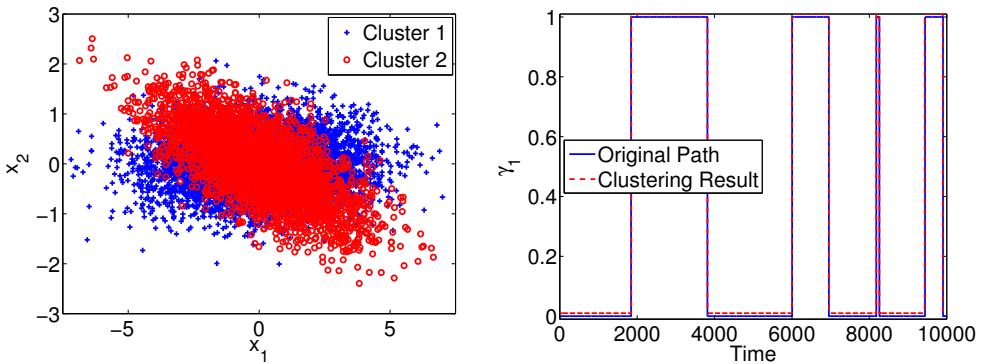 3
2
1
0
−1
−2
−3
−5
0
5
x1
x2
Cluster 1
Cluster 2
1
0.8
0.6
0.4
0.2
0
0
2000
4000
6000
8000
10000
Time
γ1
Original Path
Clustering Result